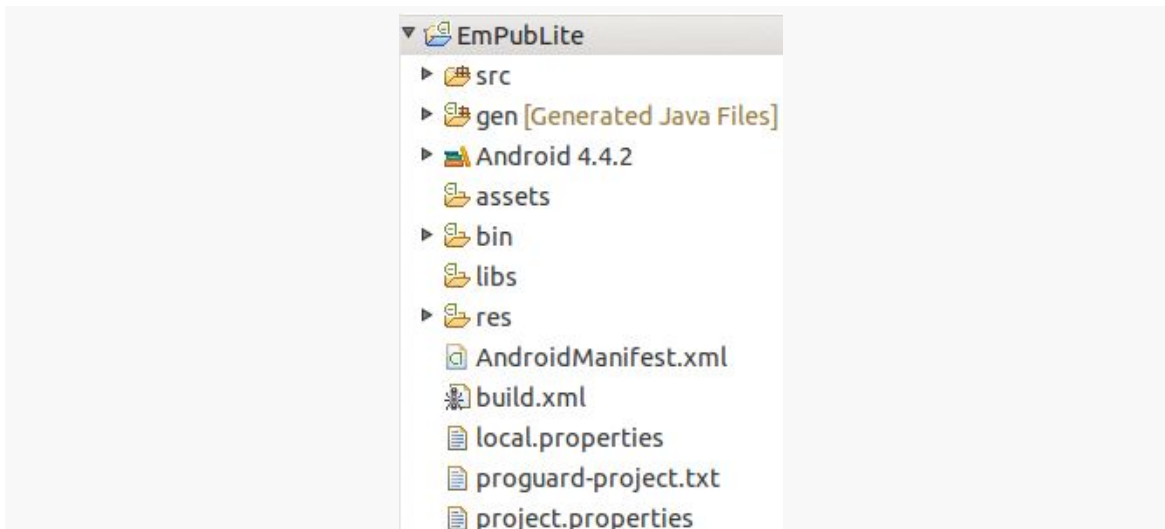 EmPubLite
src
gen [Generated Java Files]
Android 4.4.2
assets
bin
libs
res
AndroidManifest.xml
build.xml
local.properties
proguard-project.txt
project.properties